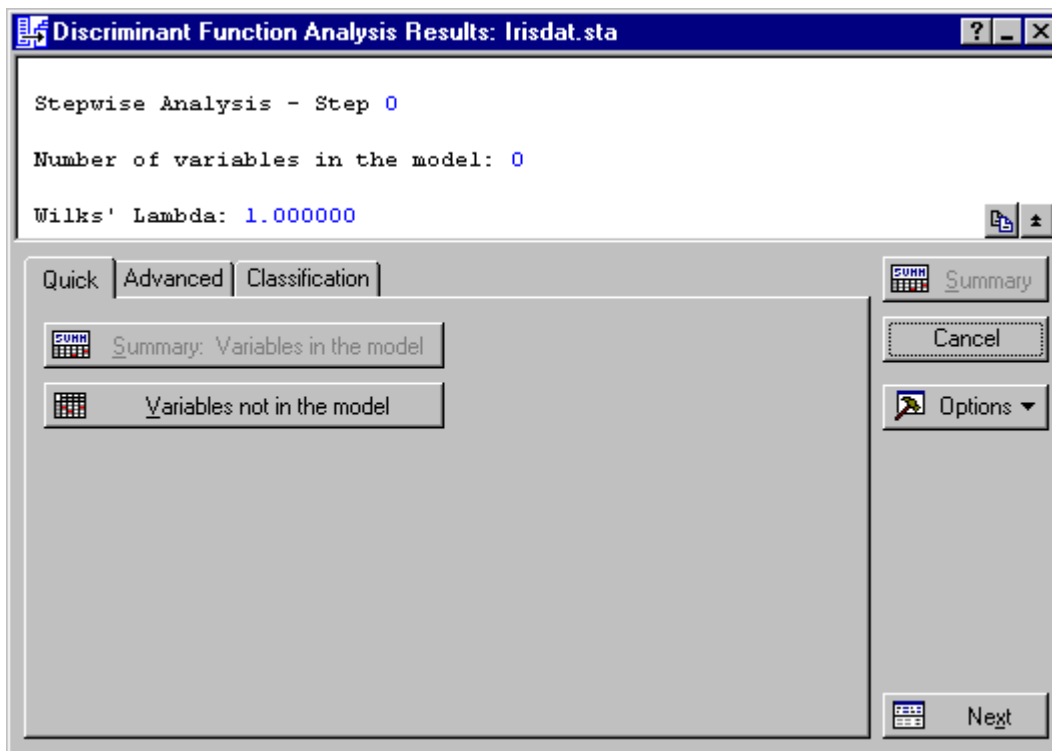 Discriminant Function Analysis Results: Irisdat.sta
Stepwise Analysis - Step 0
Number of variables in the model: 0
Wilks' Lambda: 1.000000
Quick Advanced Classification
SUMM Summary
SUMM Summary: Variables in the model
Cancel
Variables not in the model
Options
Next